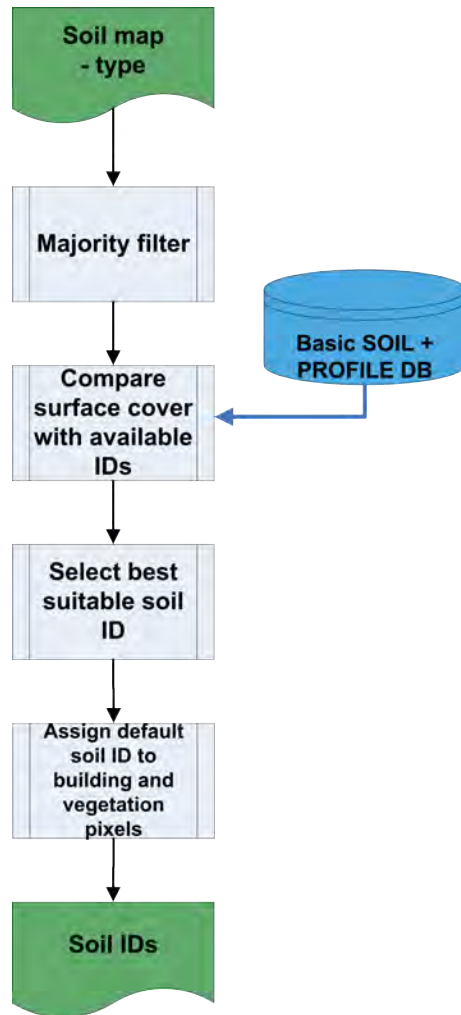 Soil map
- type
Majority filter
Basic SOIL +
PROFILE DB
Compare
surface cover
with available
IDs
Select best
suitable soil
ID
Assign default
soil ID to
building and
vegetation
pixels
Soil IDs